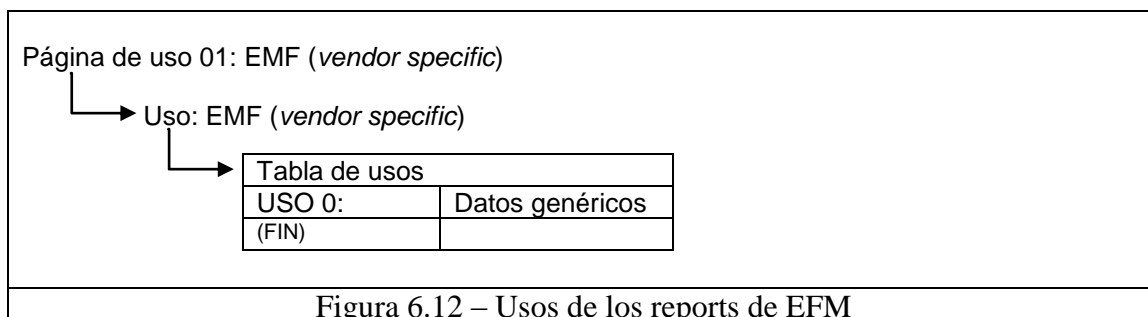 Página de uso 01: EMF (vendor specific)
Uso: EMF (vendor specific)
Tabla de usos
USO 0: Datos genéricos
(FIN)
Figura 6.12 – Usos de los reports de EFM